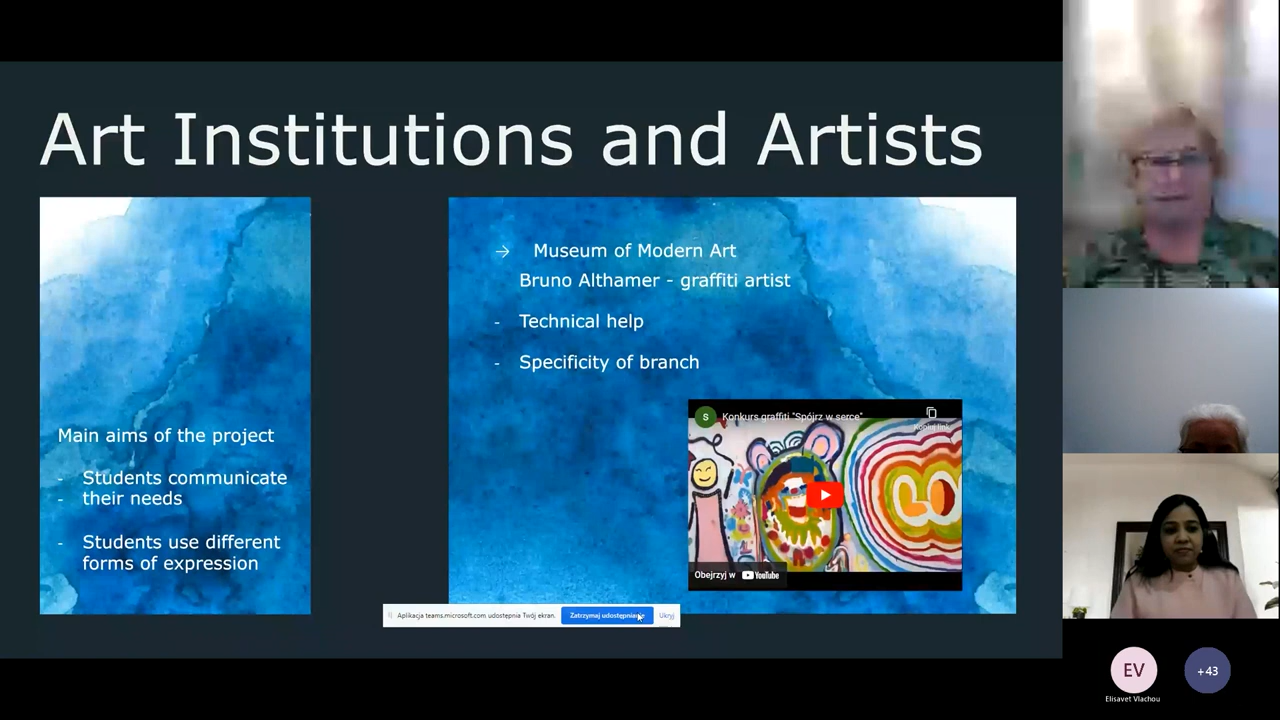 Art Institutions and Artists
Main aims of the project
- Students communicate
- their needs
- Students use different
forms of expression
→ Museum of Modern Art
Bruno Althamer - graffiti artist
- Technical help
- Specificity of branch
S Konkurs graffiti "Spójrz w serce"
Kopiuj link
LO
Obejrzyj w YouTube
Aplikacja teams.microsoft.com udostępnia Twój ekran. Zatrzymaj udostępnianie Ukryj
EV +43
Elisavet Vlachou